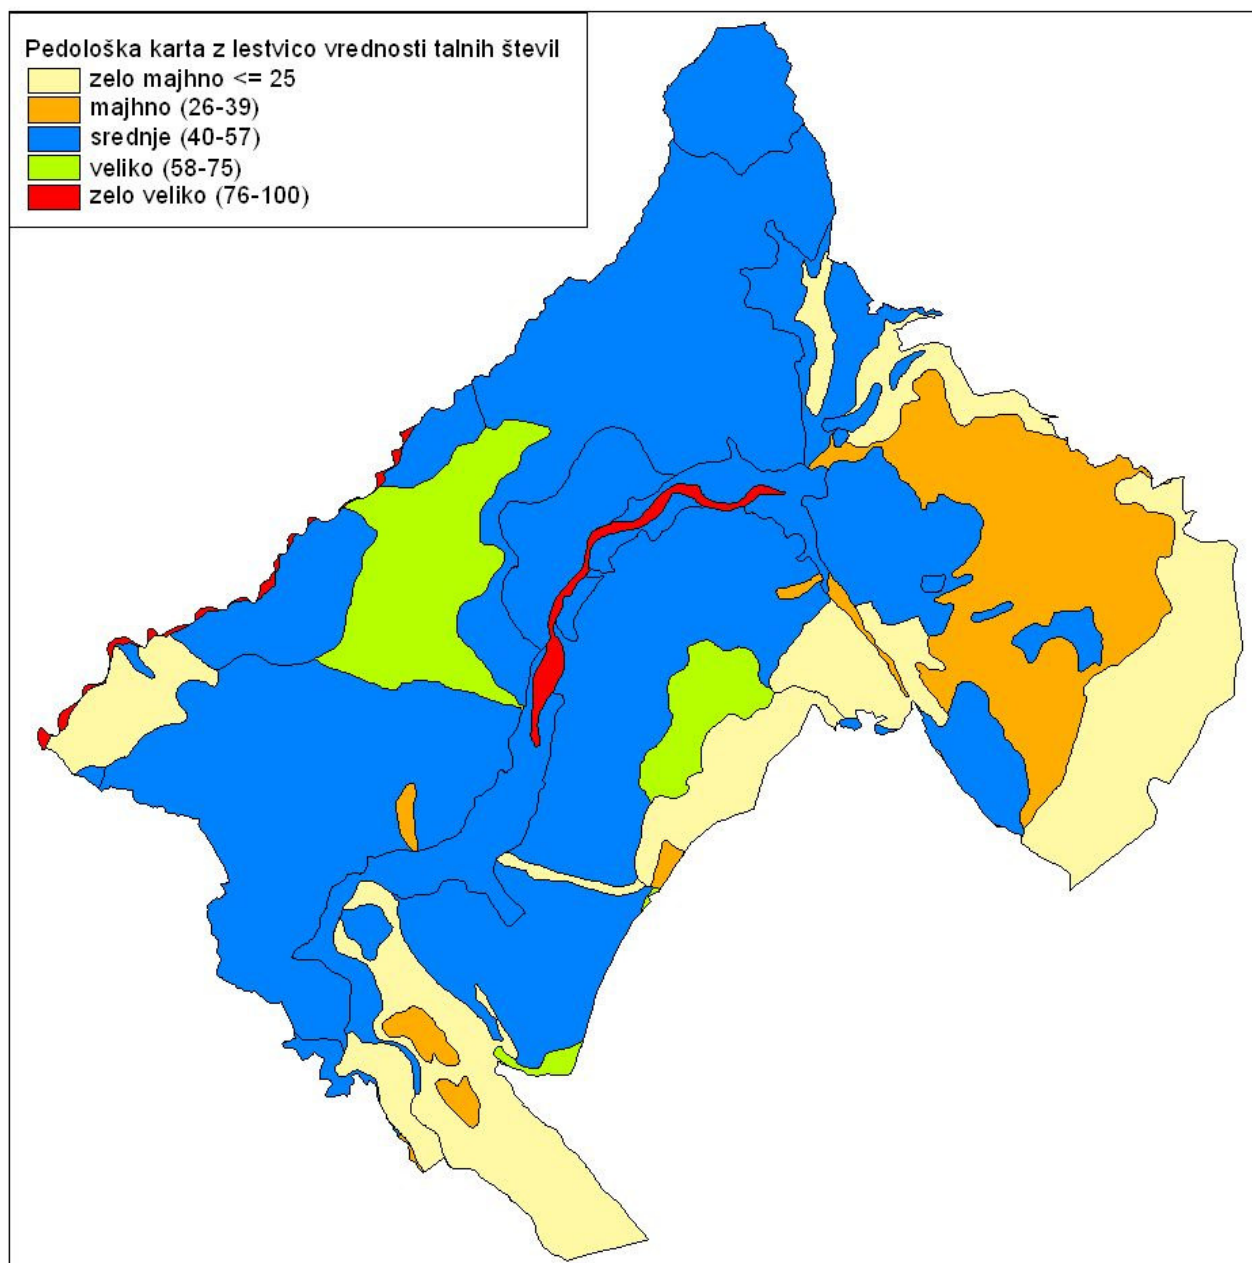 Pedološka karta z lestvico vrednosti talnih števil
zelo majhno <= 25
majhno (26-39)
srednje (40-57)
veliko (58-75)
zelo veliko (76-100)